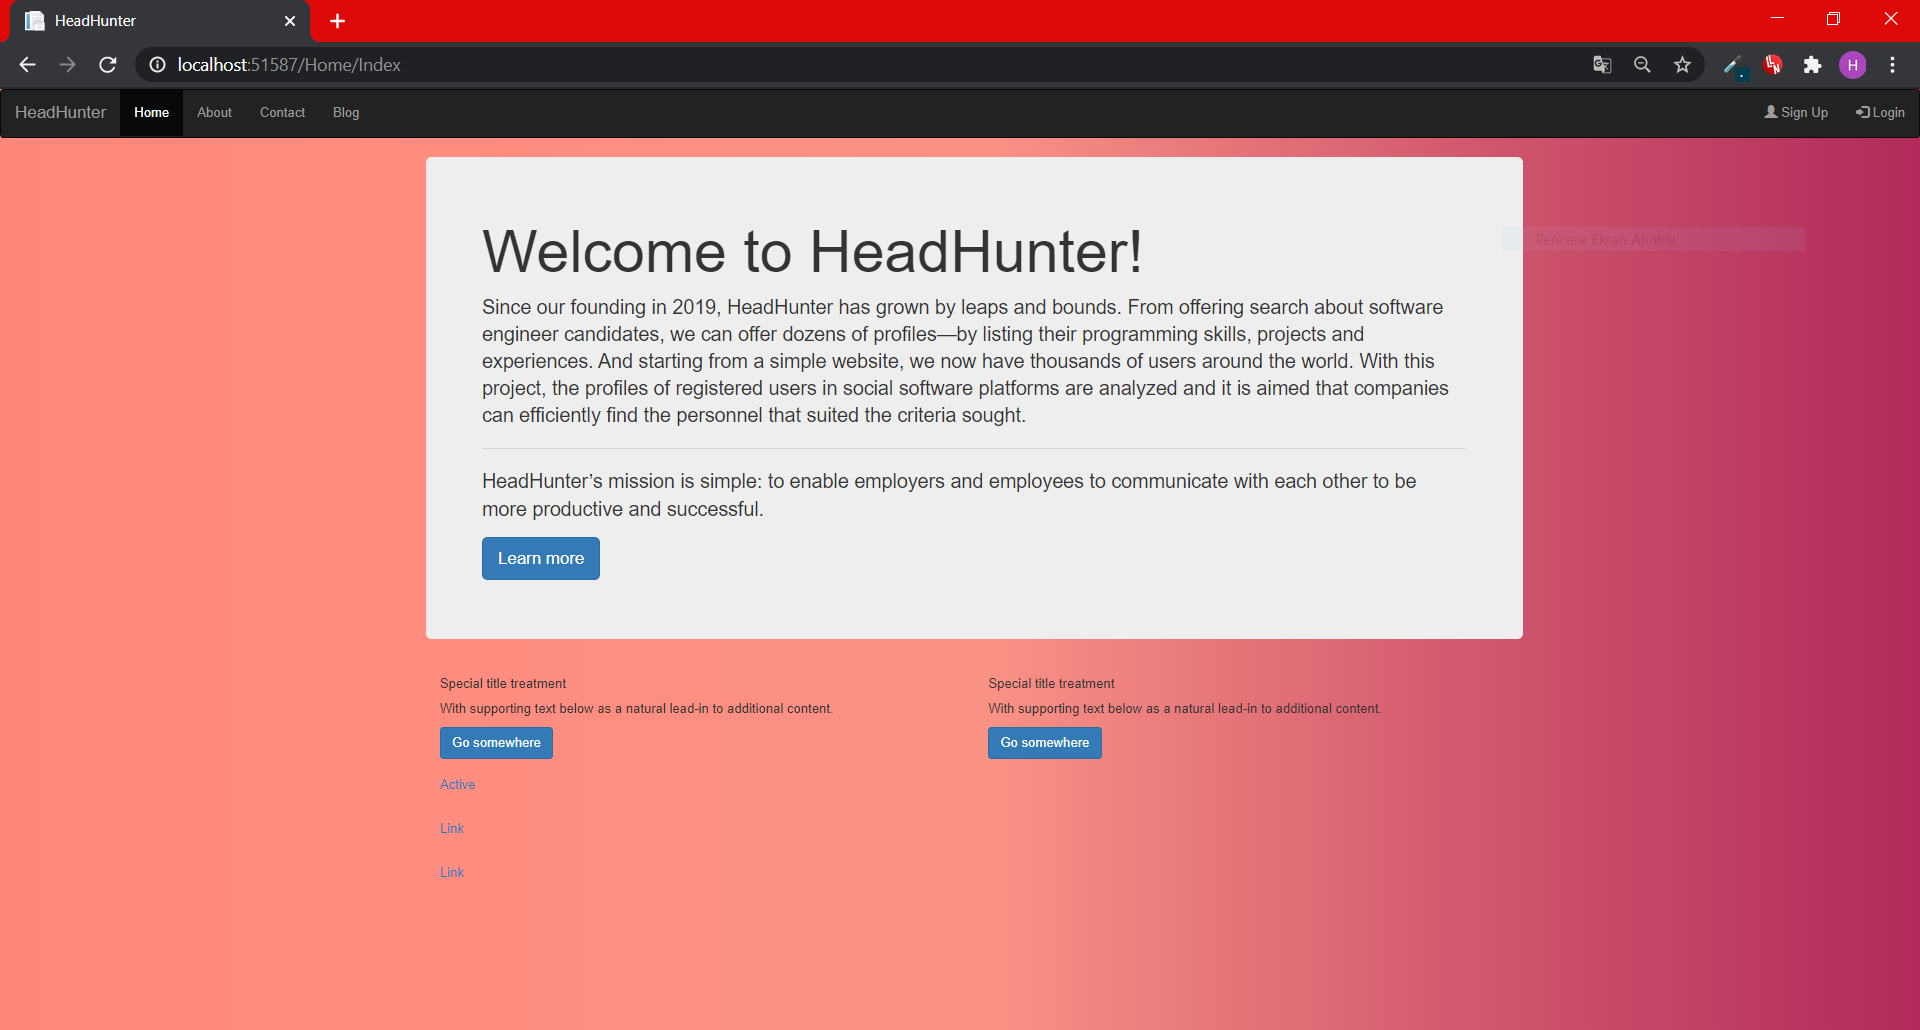 HeadHunter
localhost:51587/Home/Index
H
HeadHunter Home About Contact Blog Sign Up Login
Welcome to HeadHunter!
Pencere Ekran Alıntısı
Since our founding in 2019, HeadHunter has grown by leaps and bounds. From offering search about software
engineer candidates, we can offer dozens of profiles—by listing their programming skills, projects and
experiences. And starting from a simple website, we now have thousands of users around the world. With this
project, the profiles of registered users in social software platforms are analyzed and it is aimed that companies
can efficiently find the personnel that suited the criteria sought.
HeadHunter’s mission is simple: to enable employers and employees to communicate with each other to be
more productive and successful.
Learn more
Special title treatment
With supporting text below as a natural lead-in to additional content.
Go somewhere
Special title treatment
With supporting text below as a natural lead-in to additional content.
Go somewhere
Active
Link
Link